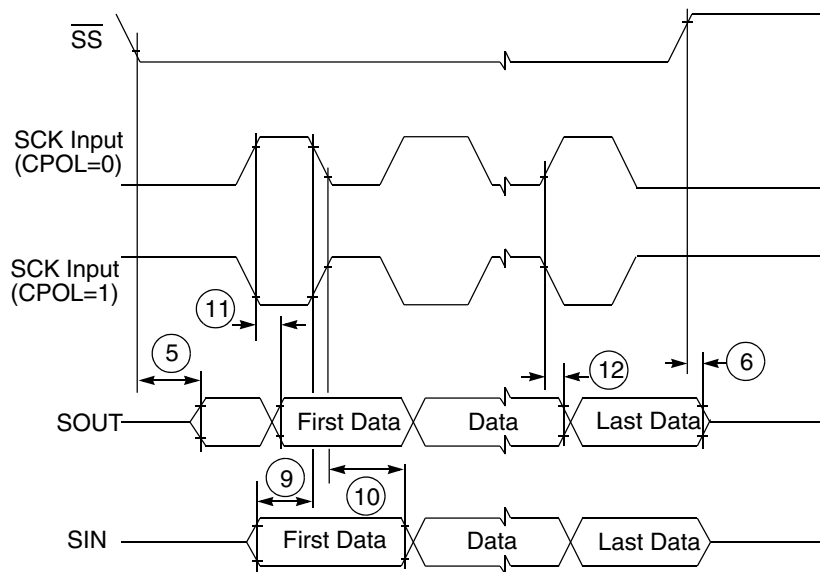 SS
SCK Input
(CPOL=0)
SCK Input
(CPOL=1)
11
5
12
6
SOUT
First Data
Data
Last Data
9
10
SIN
First Data
Data
Last Data